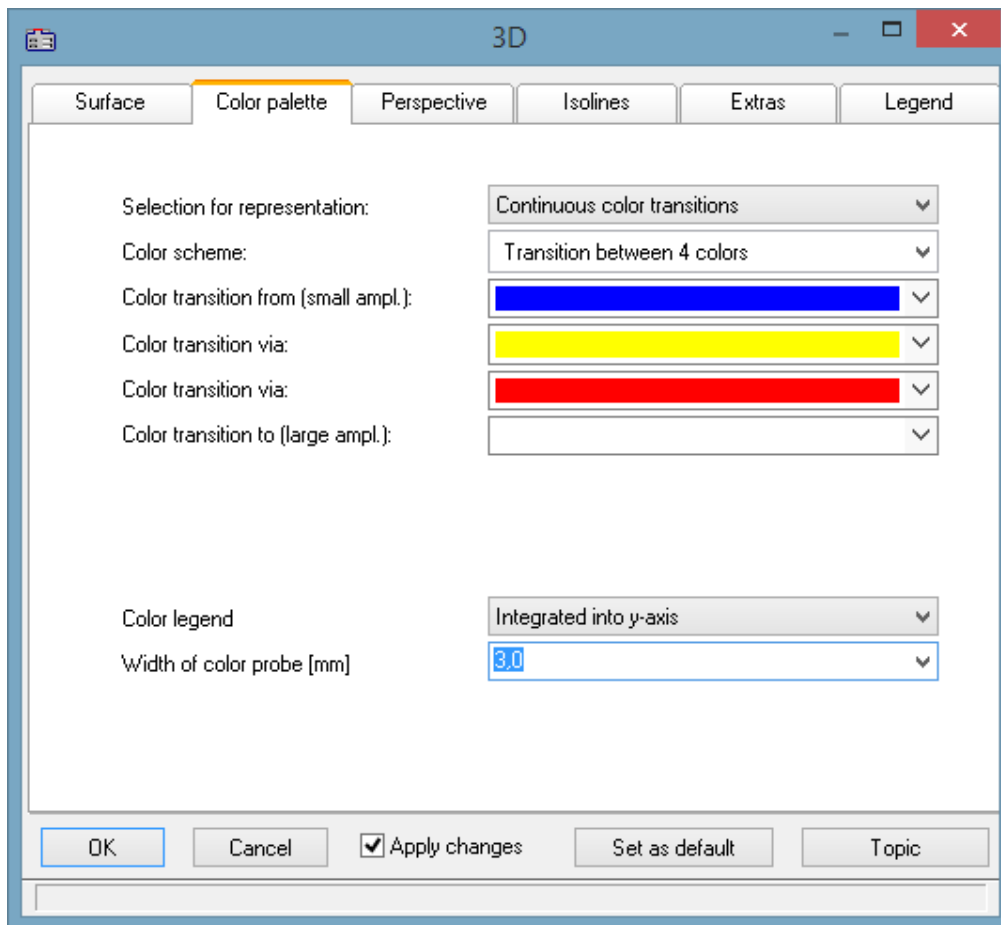 3D
Surface Color palette Perspective Isolines Extras Legend
Selection for representation: Continuous color transitions
Color scheme: Transition between 4 colors
Color transition from (small ampl.):
Color transition via:
Color transition via:
Color transition to (large ampl.):
Color legend Integrated into y-axis
Width of color probe [mm] 3,0
OK Cancel Apply changes Set as default Topic